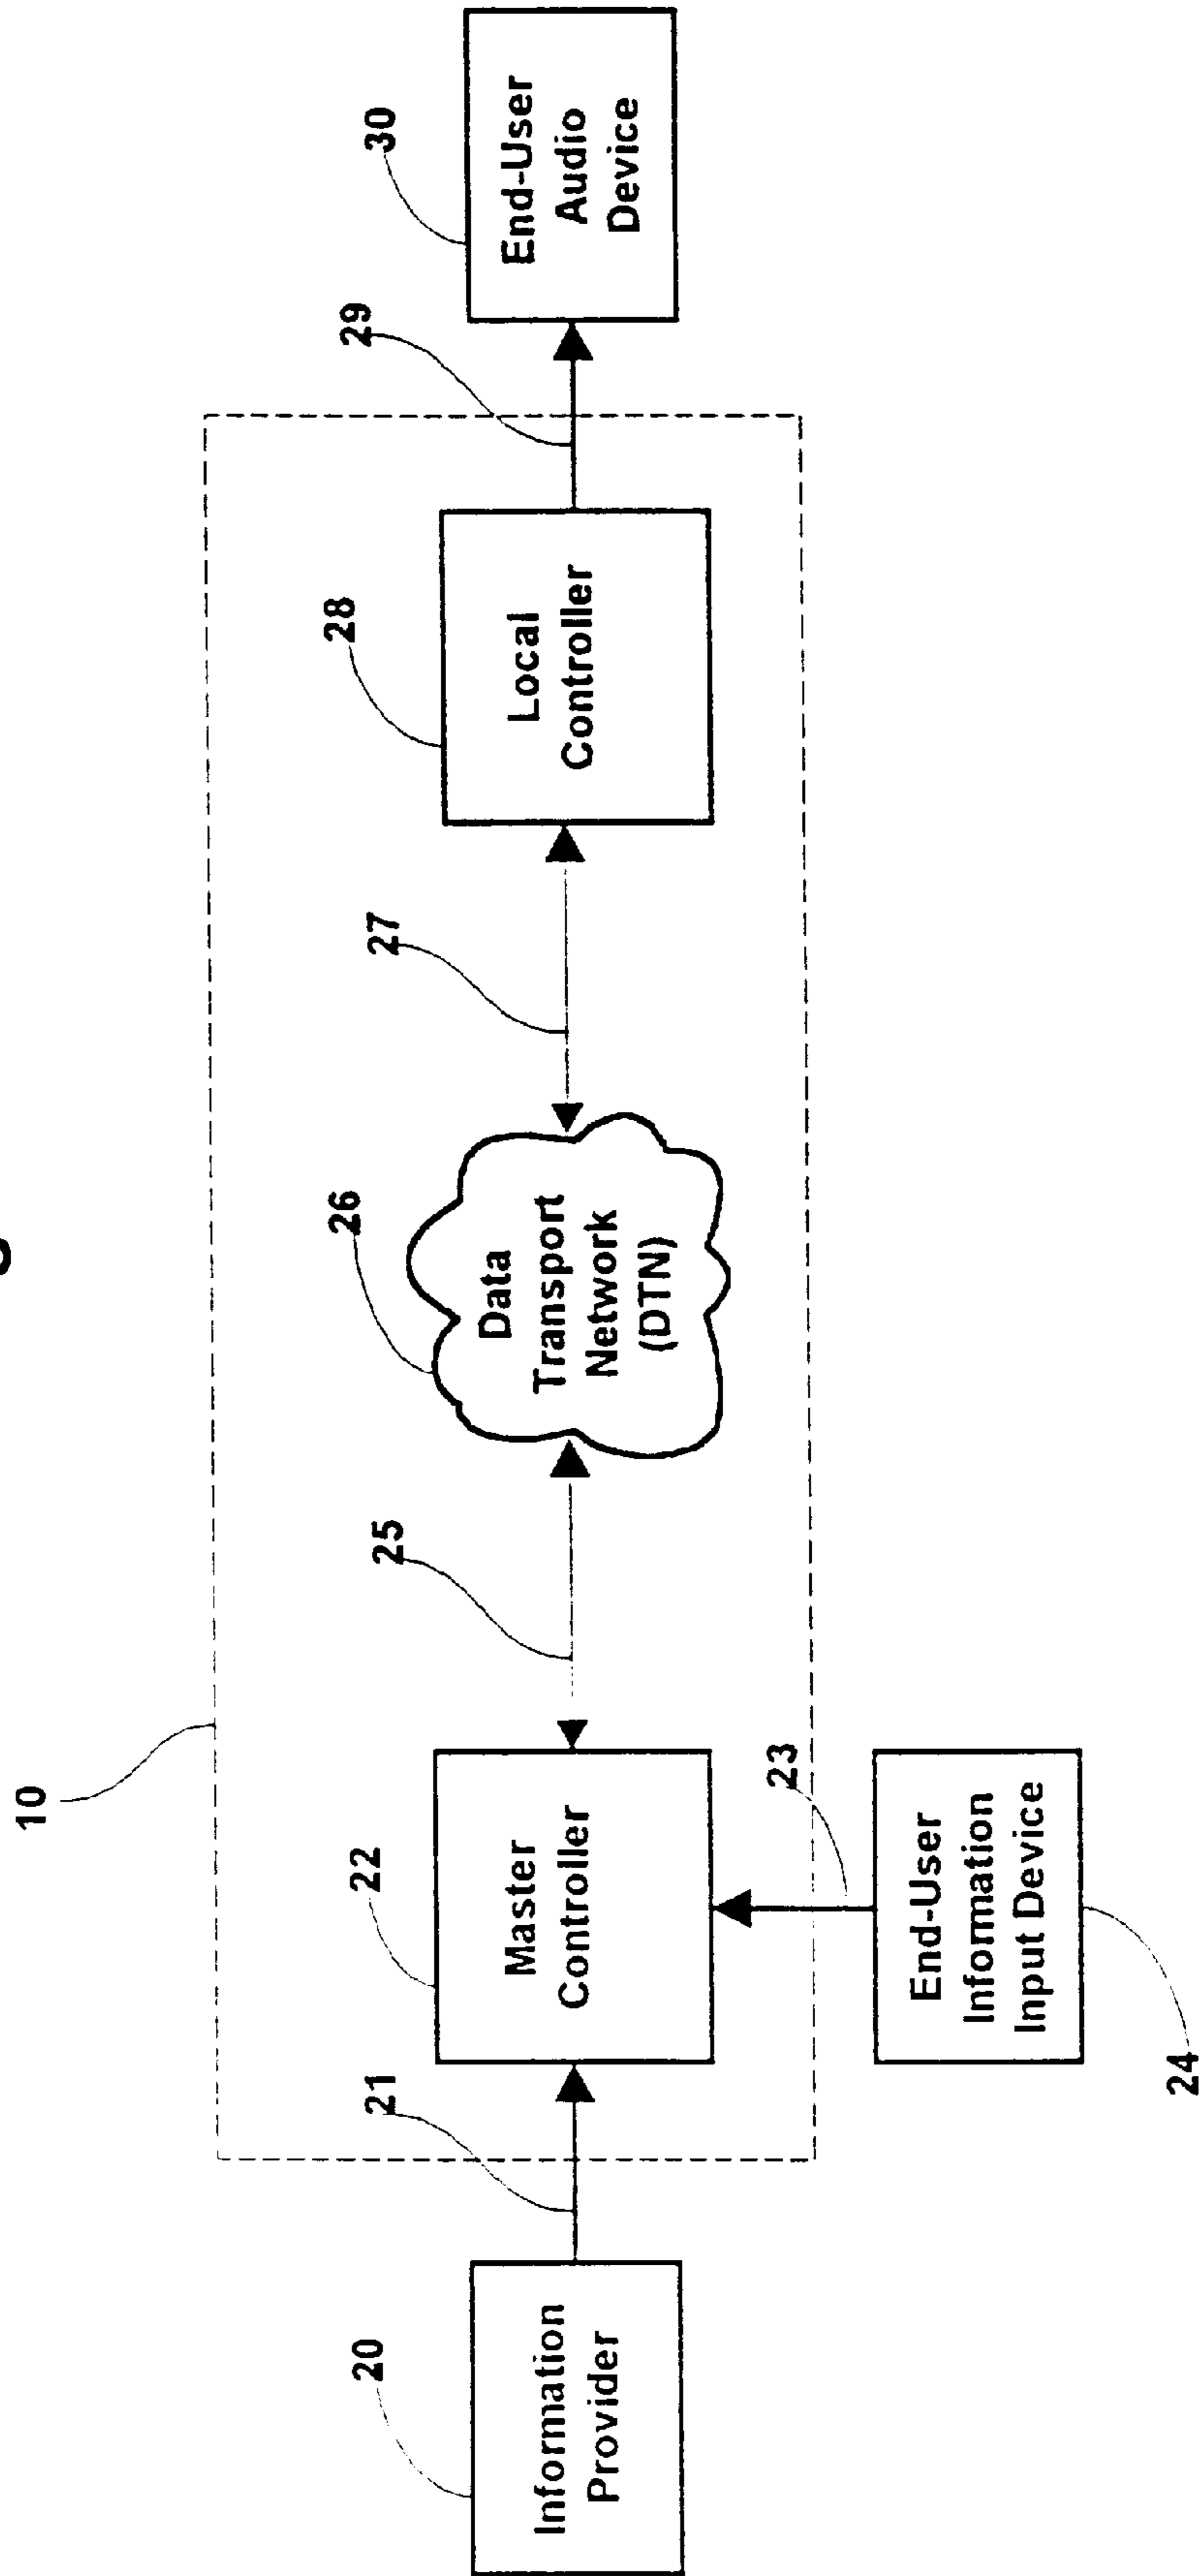 10
20
Information
Provider
21
22
Master
Controller
23
End-User
Information
Input Device
24
25
26
Data
Transport
Network
(DTN)
27
28
Local
Controller
29
30
End-User
Audio
Device